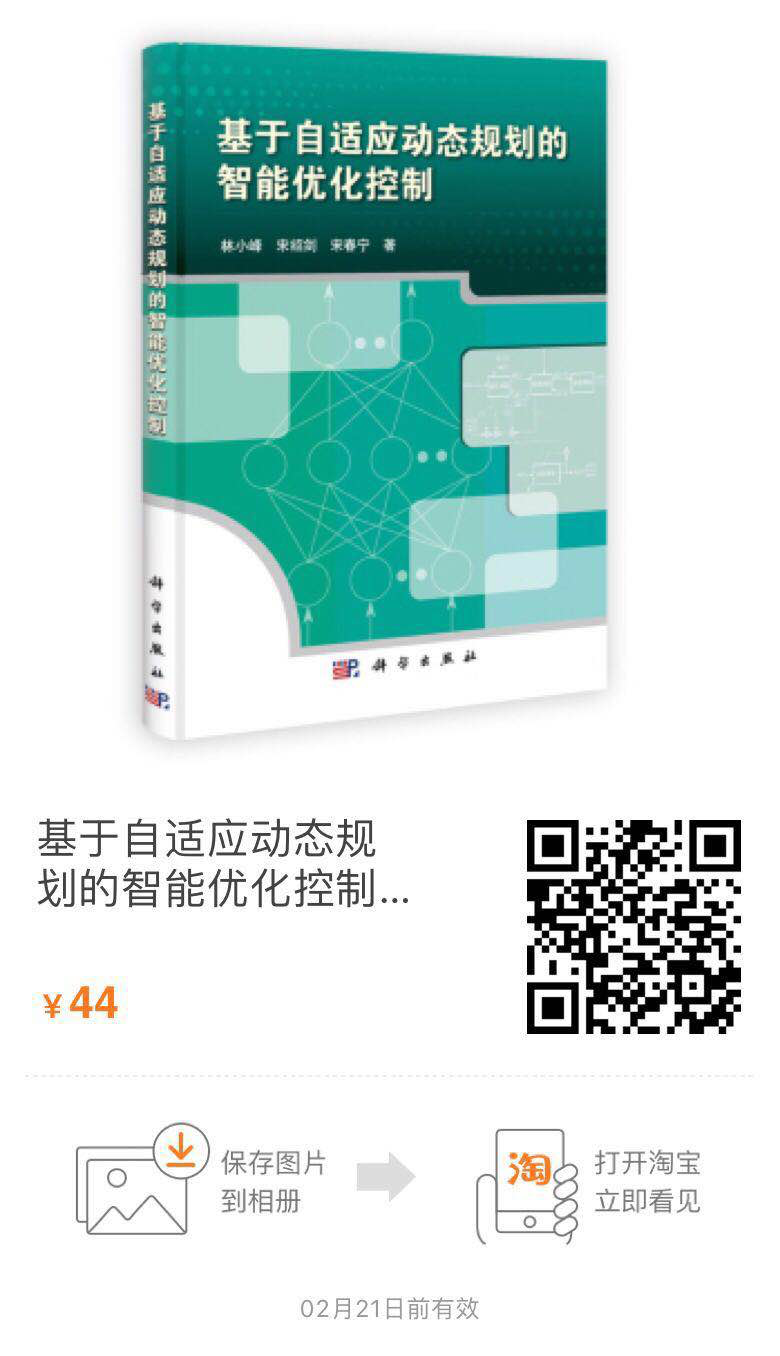 基于自适应动态规划的智能优化控制
基于自适应动态规划的
智能优化控制
林小峰 宋绍剑 宋春宁 著
科学出版社
科学出版社
基于自适应动态规
划的智能优化控制...
¥44
保存图片
到相册
淘
打开淘宝
立即看见
02月21日前有效